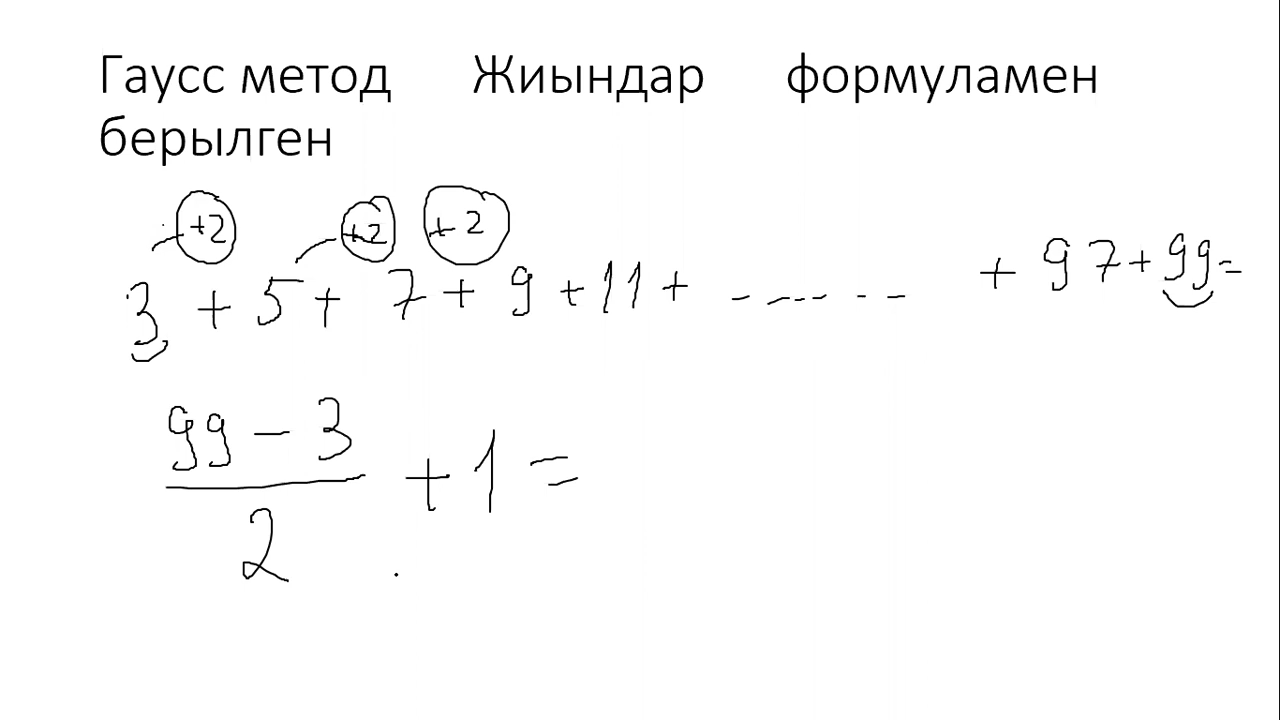 Гаусс метод Жиындар формуламен
берылген
+2 +2 +2
3 + 5 + 7 + 9 + 11 + - - - - - - + 97 + 99 =
99 - 3
+ 1 =
2